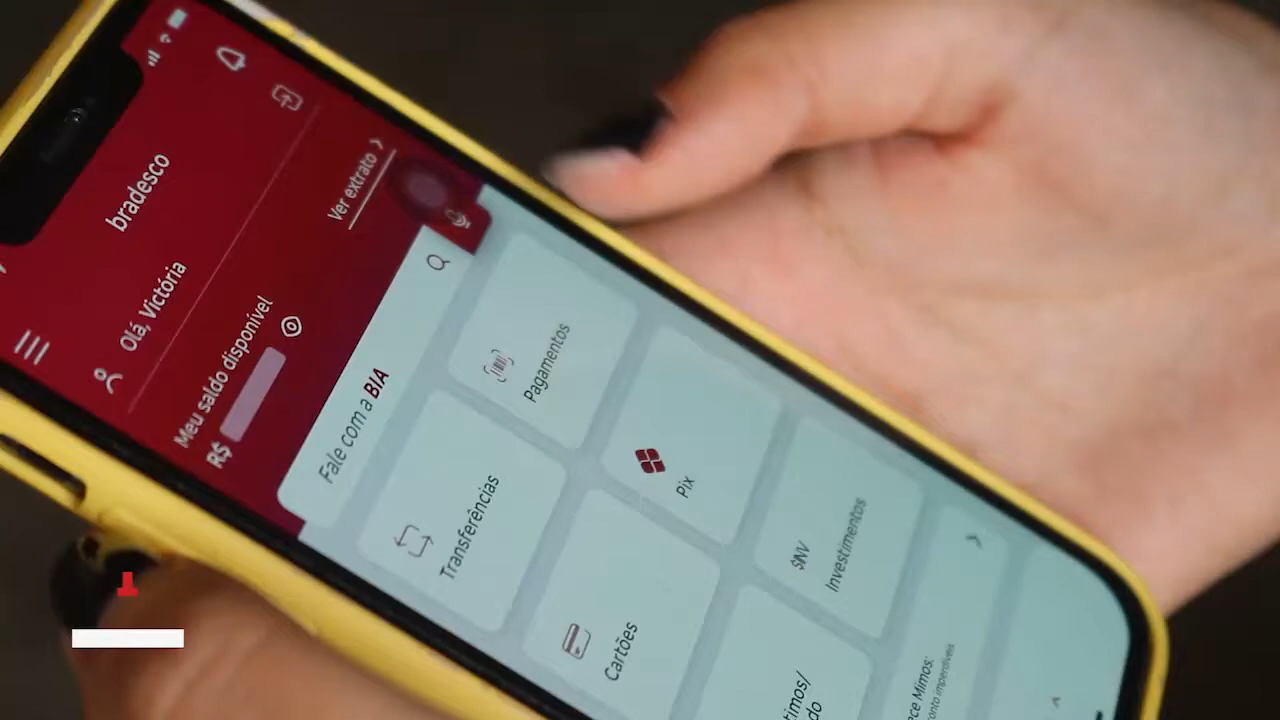 bradesco
Olá, Victória
Meu saldo disponível
R$
Ver extrato
Fale com a BIA
Transferências
Pagamentos
Cartões
Pix
Investimentos